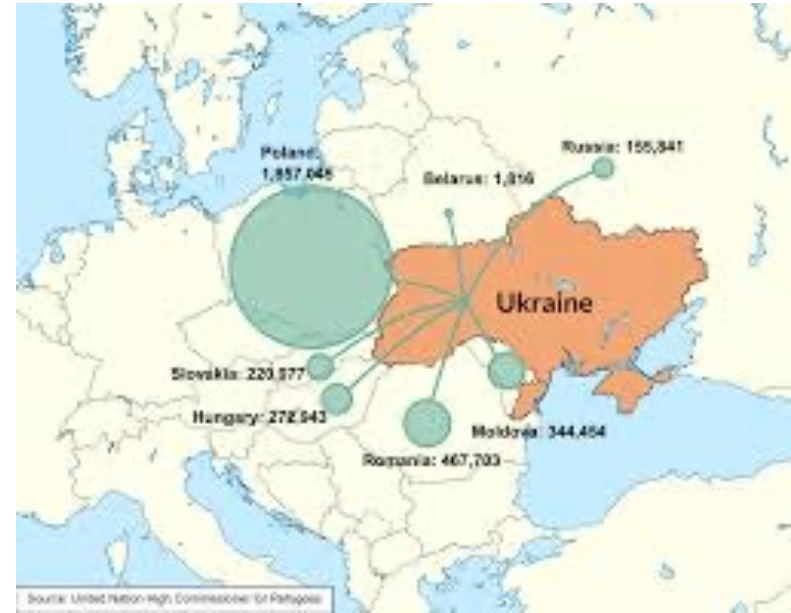 Poland:
1,857,045
Belarus: 1,816
Russia: 155,841
Ukraine
Slovakia: 220,977
Hungary: 272,943
Moldova: 344,454
Romania: 467,703
Source: United Nation High Commissioner for Refugees